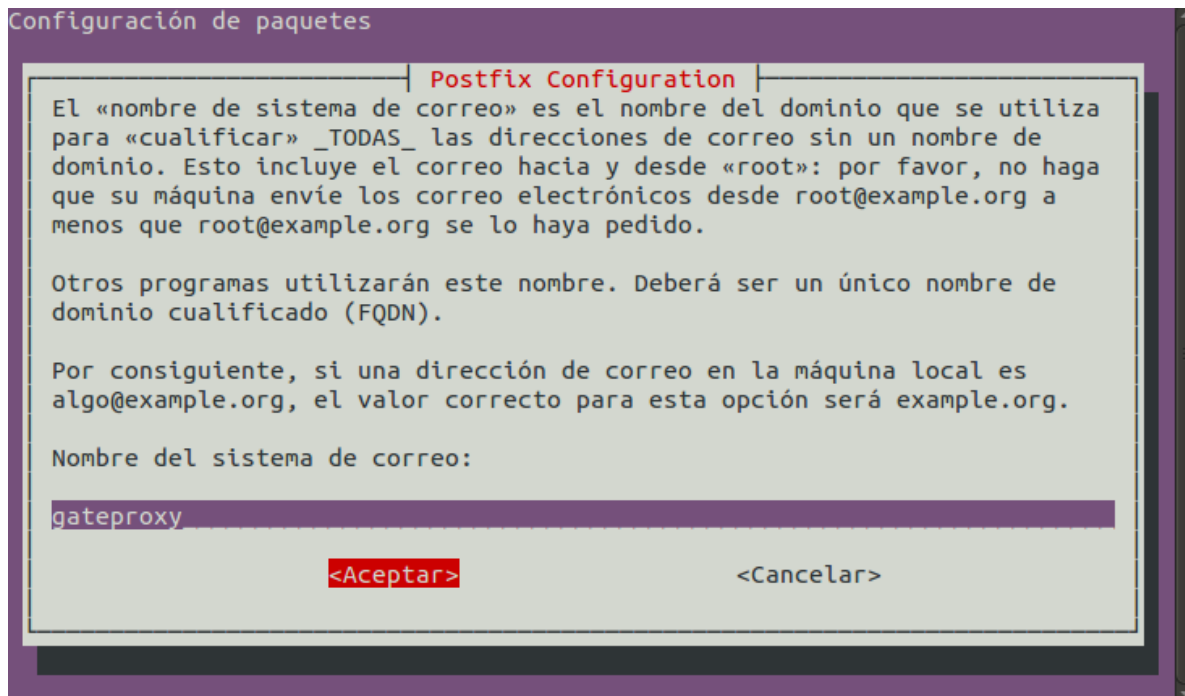 Configuración de paquetes
Postfix Configuration
El «nombre de sistema de correo» es el nombre del dominio que se utiliza
para «cualificar» _TODAS_ las direcciones de correo sin un nombre de
dominio. Esto incluye el correo hacia y desde «root»: por favor, no haga
que su máquina envíe los correo electrónicos desde root@example.org a
menos que root@example.org se lo haya pedido.
Otros programas utilizarán este nombre. Deberá ser un único nombre de
dominio cualificado (FQDN).
Por consiguiente, si una dirección de correo en la máquina local es
algo@example.org, el valor correcto para esta opción será example.org.
Nombre del sistema de correo:
gateproxy
<Aceptar> <Cancelar>